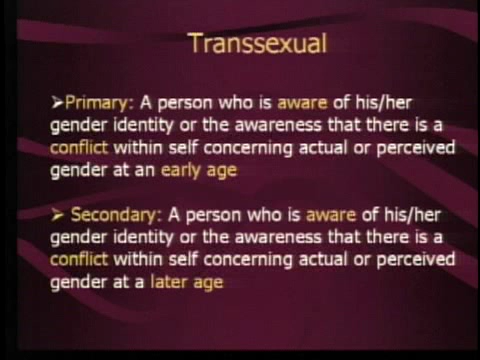 Transsexual
➢Primary: A person who is aware of his/her
gender identity or the awareness that there is a
conflict within self concerning actual or perceived
gender at an early age
➢ Secondary: A person who is aware of his/her
gender identity or the awareness that there is a
conflict within self concerning actual or perceived
gender at a later age